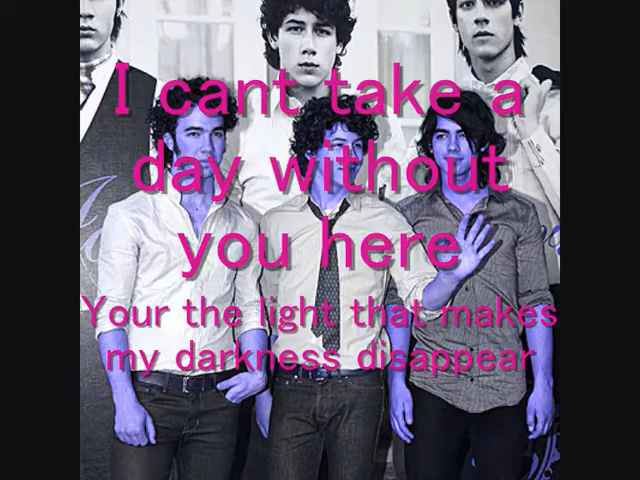 I cant take a
day without
you here
Your the light that makes
my darkness disappear